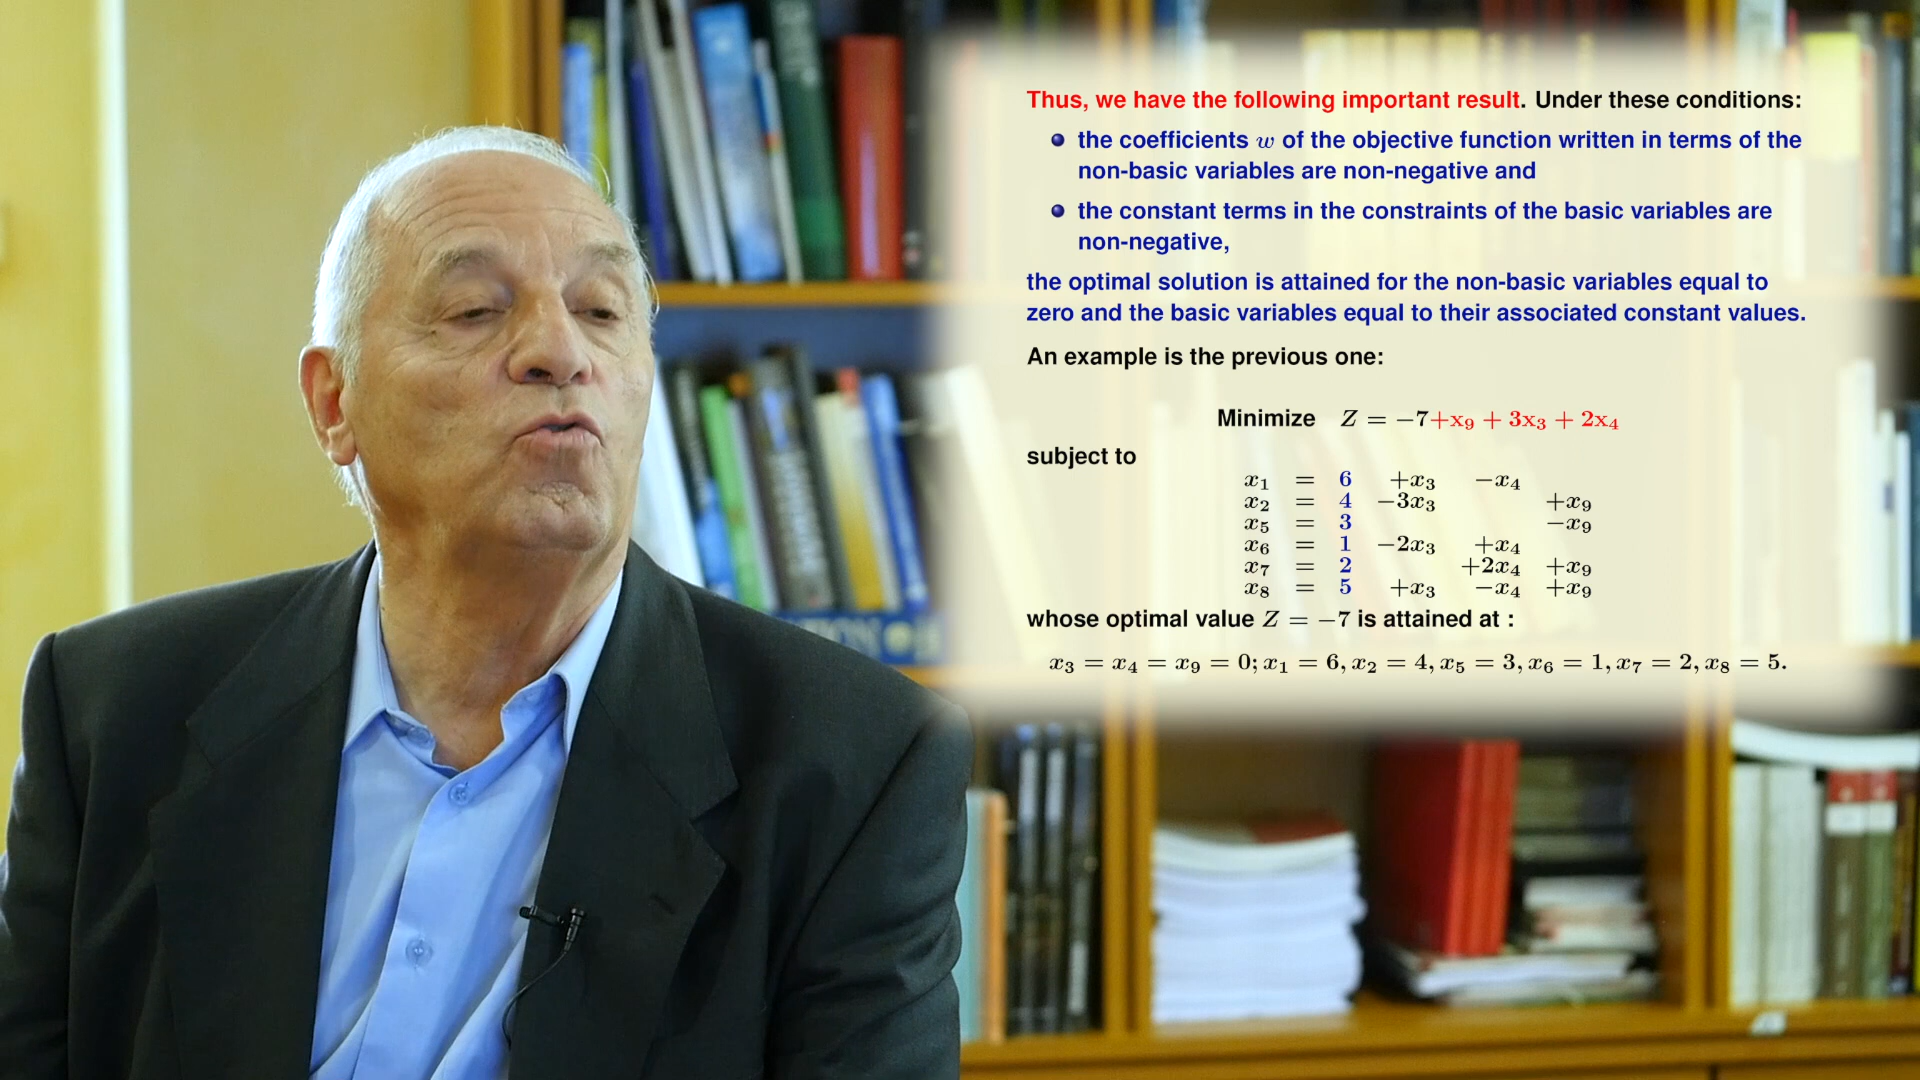 Thus, we have the following important result. Under these conditions:
the coefficients w of the objective function written in terms of the
non-basic variables are non-negative and
the constant terms in the constraints of the basic variables are
non-negative,
the optimal solution is attained for the non-basic variables equal to
zero and the basic variables equal to their associated constant values.
An example is the previous one:
Minimize Z = −7+x₉ + 3x₃ + 2x₄
subject to
x₁ = 6 +x₃ −x₄
x₂ = 4 −3x₃ +x₉
x₅ = 3 −x₉
x₆ = 1 −2x₃ +x₄
x₇ = 2 +2x₄ +x₉
x₈ = 5 +x₃ −x₄ +x₉
whose optimal value Z = −7 is attained at :
x₃ = x₄ = x₉ = 0; x₁ = 6, x₂ = 4, x₅ = 3, x₆ = 1, x₇ = 2, x₈ = 5.